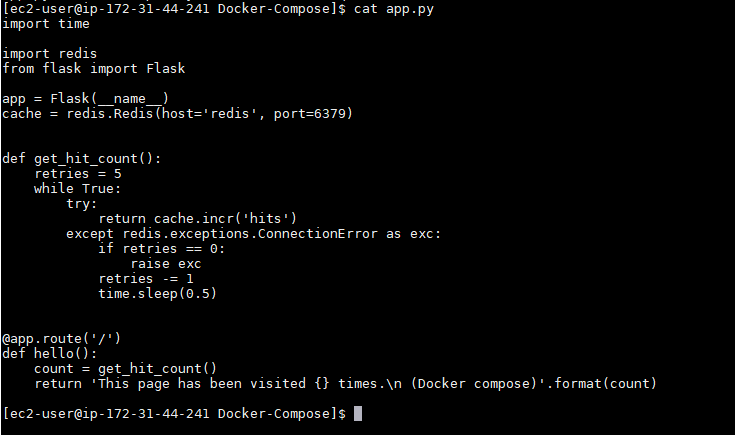 [ec2-user@ip-172-31-44-241 Docker-Compose]$ cat app.py
import time

import redis
from flask import Flask

app = Flask(__name__)
cache = redis.Redis(host='redis', port=6379)


def get_hit_count():
    retries = 5
    while True:
        try:
            return cache.incr('hits')
        except redis.exceptions.ConnectionError as exc:
            if retries == 0:
                raise exc
            retries -= 1
            time.sleep(0.5)


@app.route('/')
def hello():
    count = get_hit_count()
    return 'This page has been visited {} times.\n (Docker compose)'.format(count)

[ec2-user@ip-172-31-44-241 Docker-Compose]$